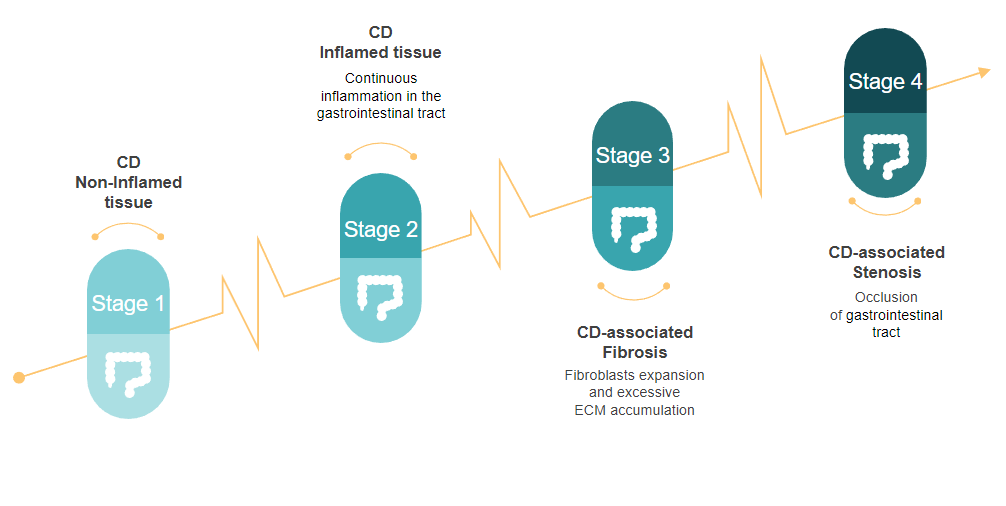 CD
Non-Inflamed
tissue
Stage 1
CD
Inflamed tissue
Continuous
inflammation in the
gastrointestinal tract
Stage 2
Stage 3
CD-associated
Fibrosis
Fibroblasts expansion
and excessive
ECM accumulation
Stage 4
CD-associated
Stenosis
Occlusion
of gastrointestinal
tract